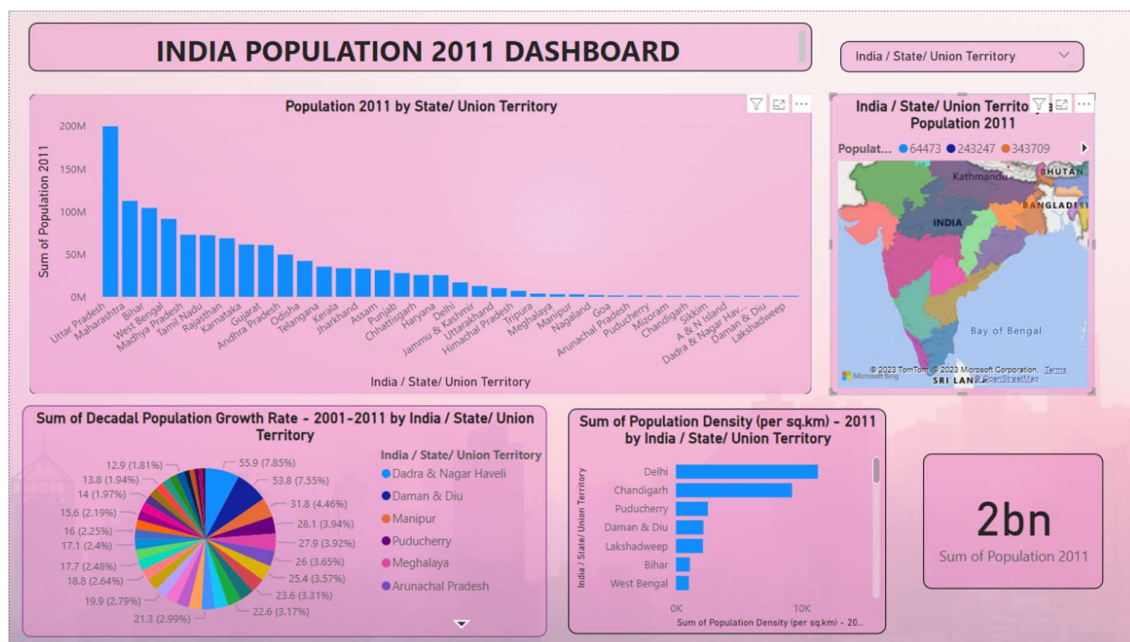 INDIA POPULATION 2011 DASHBOARD
India / State/ Union Territory
Population 2011 by State/ Union Territory
Sum of Population 2011
200M
150M
100M
50M
0M
Uttar Pradesh
Maharashtra
Bihar
West Bengal
Madhya Pradesh
Tamil Nadu
Rajasthan
Karnataka
Gujarat
Andhra Pradesh
Odisha
Telangana
Kerala
Jharkhand
Assam
Punjab
Chhattisgarh
Haryana
Delhi
Jammu & Kashmir
Uttarakhand
Himachal Pradesh
Tripura
Meghalaya
Manipur
Nagaland
Goa
Arunachal Pradesh
Puducherry
Mizoram
Chandigarh
Sikkim
A & N Island
Dadra & Nagar Hav...
Daman & Diu
Lakshadweep
India / State/ Union Territory
India / State/ Union Territo
Population 2011
Populat... 64473 243247 343709
Kathmandu
BHUTAN
BANGLADES
INDIA
Bay of Bengal
© 2023 TomTom, © 2023 Microsoft Corporation, Terms
Microsoft Bing
© OpenStreetMap
SRI LAN
Sum of Decadal Population Growth Rate - 2001-2011 by India / State/ Union
Territory
12.9 (1.81%)
13.8 (1.94%)
14 (1.97%)
15.6 (2.19%)
16 (2.25%)
17.1 (2.4%)
17.7 (2.48%)
18.8 (2.64%)
19.9 (2.79%)
21.3 (2.99%)
55.9 (7.85%)
53.8 (7.55%)
31.8 (4.46%)
28.1 (3.94%)
27.9 (3.92%)
26 (3.65%)
25.4 (3.57%)
23.6 (3.31%)
22.6 (3.17%)
India / State/ Union Territory
Dadra & Nagar Haveli
Daman & Diu
Manipur
Puducherry
Meghalaya
Arunachal Pradesh
Sum of Population Density (per sq.km) - 2011
by India / State/ Union Territory
India / State/ Union Territory
Delhi
Chandigarh
Puducherry
Daman & Diu
Lakshadweep
Bihar
West Bengal
0K 10K
Sum of Population Density (per sq.km) - 20...
2bn
Sum of Population 2011